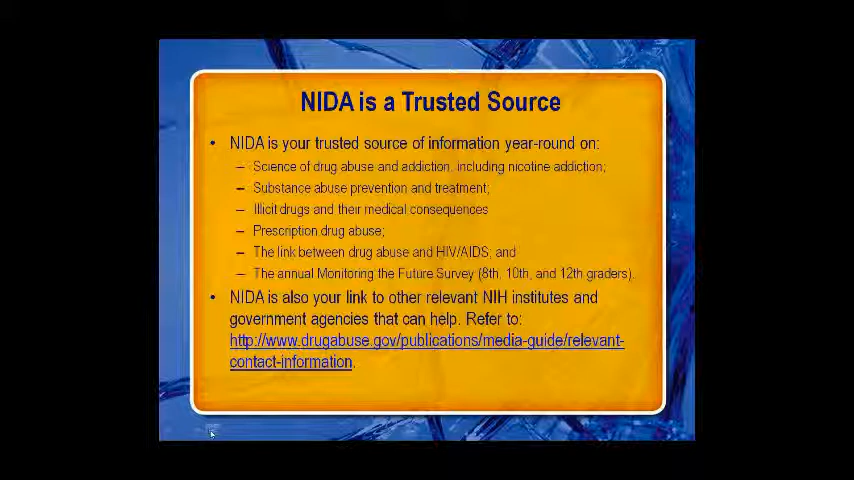 NIDA is a Trusted Source
• NIDA is your trusted source of information year-round on:
– Science of drug abuse and addiction, including nicotine addiction;
– Substance abuse prevention and treatment;
– Illicit drugs and their medical consequences
– Prescription drug abuse;
– The link between drug abuse and HIV/AIDS; and
– The annual Monitoring the Future Survey (8th, 10th, and 12th graders).
• NIDA is also your link to other relevant NIH institutes and
government agencies that can help. Refer to:
http://www.drugabuse.gov/publications/media-guide/relevant-
contact-information.